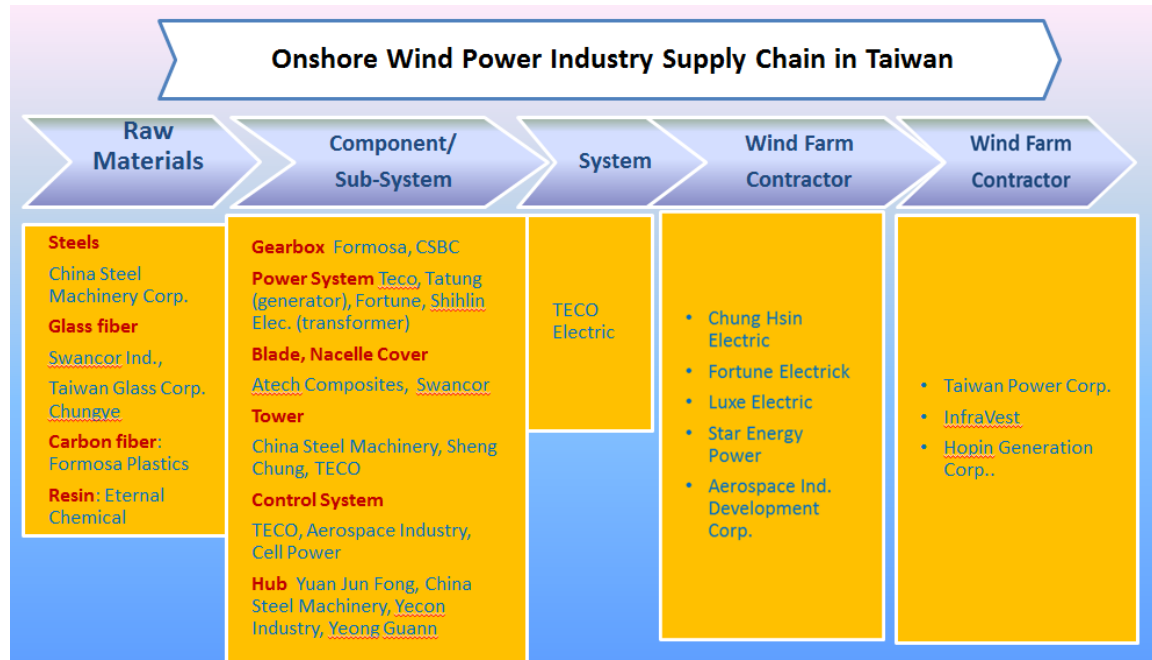 Onshore Wind Power Industry Supply Chain in Taiwan
Raw
Materials
Component/
Sub-System
System
Wind Farm
Contractor
Wind Farm
Contractor
Steels
China Steel
Machinery Corp.
Glass fiber
Swancor Ind.,
Taiwan Glass Corp.
Chungye
Carbon fiber:
Formosa Plastics
Resin: Eternal
Chemical
Gearbox Formosa, CSBC
Power System Teco, Tatung
(generator), Fortune, Shihlin
Elec. (transformer)
Blade, Nacelle Cover
Atech Composites, Swancor
Tower
China Steel Machinery, Sheng
Chung, TECO
Control System
TECO, Aerospace Industry,
Cell Power
Hub Yuan Jun Fong, China
Steel Machinery, Yecon
Industry, Yeong Guann
TECO
Electric
• Chung Hsin
Electric
• Fortune Electrick
• Luxe Electric
• Star Energy
Power
• Aerospace Ind.
Development
Corp.
• Taiwan Power Corp.
• InfraVest
• Hopin Generation
Corp..